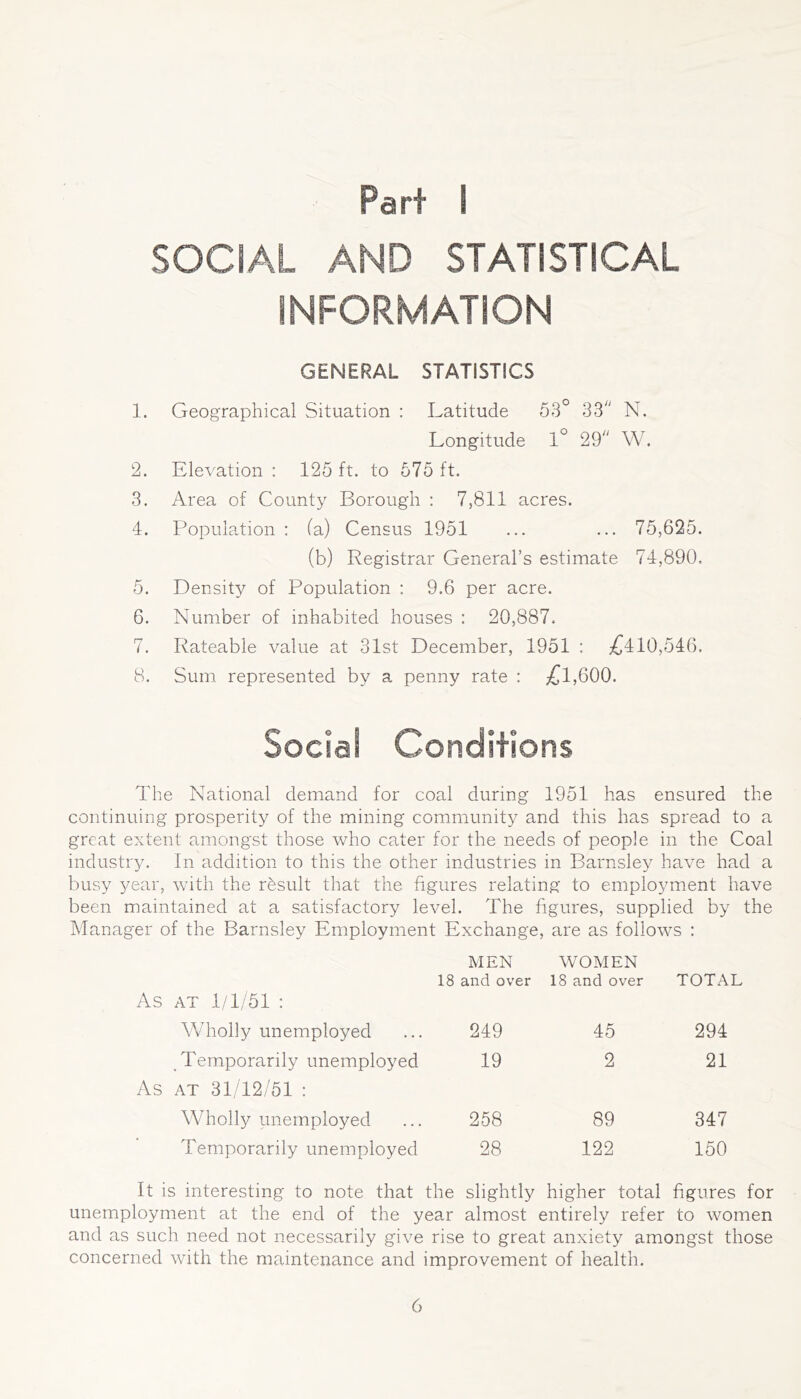 Part I
SOCIAL AND STATISTICAL
INFORMATION
GENERAL STATISTICS
1. Geographical Situation : Latitude 53° 33" N.
Longitude 1° 29" W.
2. Elevation : 125 ft. to 575 ft.
3. Area of County Borough : 7,811 acres.
4. Population : (a) Census 1951 ... ... 75,625.
(b) Registrar General's estimate 74,890.
5. Density of Population : 9.6 per acre.
6. Number of inhabited houses : 20,887.
7. Rateable value at 31st December, 1951 : £410,546.
8. Sum represented by a penny rate : £1,600.
Social Conditions
The National demand for coal during 1951 has ensured the
continuing prosperity of the mining community and this has spread to a
great extent amongst those who cater for the needs of people in the Coal
industry. In addition to this the other industries in Barnsley have had a
busy year, with the rèsult that the figures relating to employment have
been maintained at a satisfactory level. The figures, supplied by the
Manager of the Barnsley Employment Exchange, are as follows :
MEN WOMEN
18 and over 18 and over TOTAL
As at 1/1/51 :
Wholly unemployed ... 249 45 294
Temporarily unemployed 19 2 21
As at 31/12/51 :
Wholly unemployed ... 258 89 347
Temporarily unemployed 28 122 150
It is interesting to note that the slightly higher total figures for
unemployment at the end of the year almost entirely refer to women
and as such need not necessarily give rise to great anxiety amongst those
concerned with the maintenance and improvement of health.
6